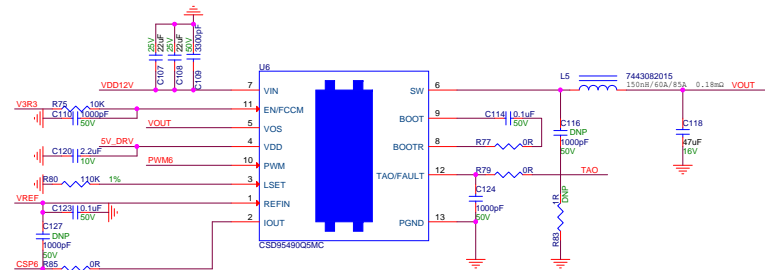 25V
22uF
C107
25V
22uF
C108
50V
3300pF
C109
U6
VDD12V
7
VIN
SW
6
L5
7443082015
150nH/60A/85A 0.18mΩ
VOUT
V3R3
R75
10K
11
EN/FCCM
C110
1000pF
50V
BOOT
9
C114
0.1uF
50V
VOUT
5
VOS
C116
DNP
1000pF
50V
C118
47uF
16V
5V_DRV
4
VDD
BOOTR
8
R77
0R
C120
2.2uF
10V
PWM6
10
PWM
TAO/FAULT
12
R79
0R
TAO
R80
110K
1%
3
LSET
C124
1000pF
50V
1R
DNP
R83
VREF
1
REFIN
C123
0.1uF
50V
2
IOUT
PGND
13
C127
DNP
1000pF
50V
CSD95490Q5MC
CSP6
R85
0R